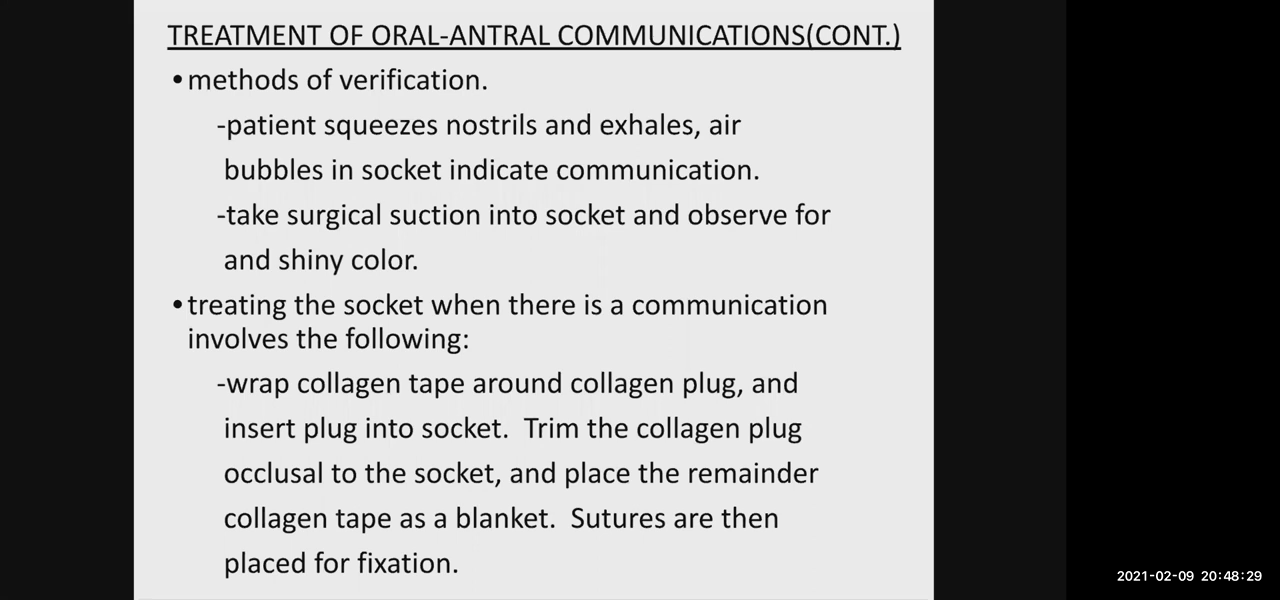 TREATMENT OF ORAL-ANTRAL COMMUNICATIONS(CONT.)
•methods of verification.
-patient squeezes nostrils and exhales, air
bubbles in socket indicate communication.
-take surgical suction into socket and observe for
and shiny color.
•treating the socket when there is a communication
involves the following:
-wrap collagen tape around collagen plug, and
insert plug into socket.  Trim the collagen plug
occlusal to the socket, and place the remainder
collagen tape as a blanket.  Sutures are then
placed for fixation.
2021-02-09 20:48:29